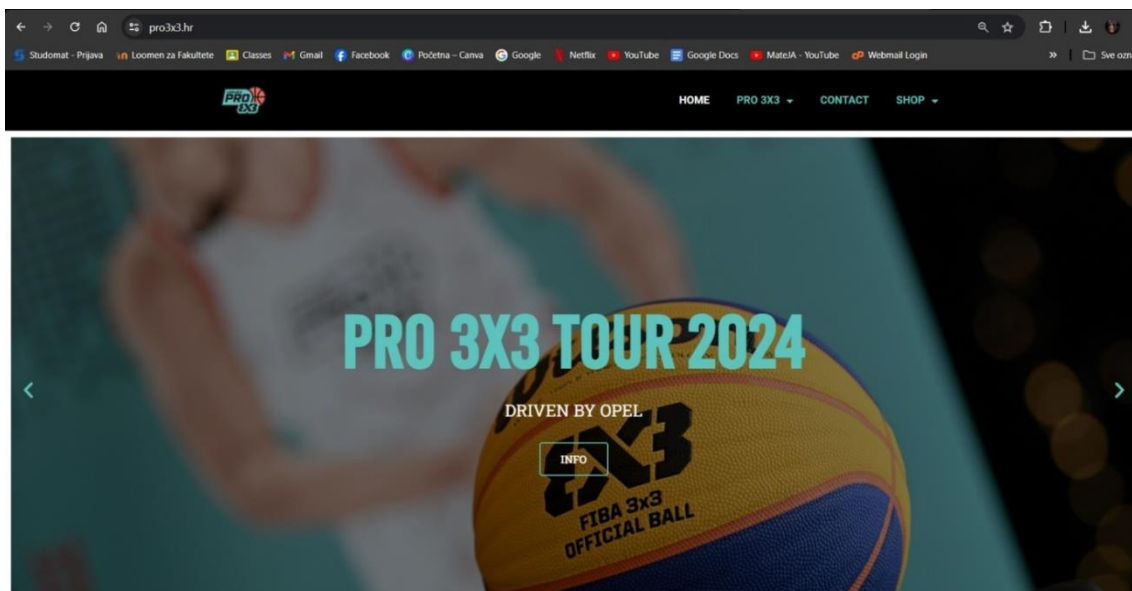 pro3x3.hr
Studomat - Prijava Loomen za Fakultete Classes Gmail Facebook Početna – Canva Google Netflix YouTube Google Docs MateJA - YouTube Webmail Login » Sve ozn
PRO
3X3
HOME PRO 3X3 CONTACT SHOP
PRO 3X3 TOUR 2024
DRIVEN BY OPEL
INFO
3X3
FIBA 3x3
OFFICIAL BALL